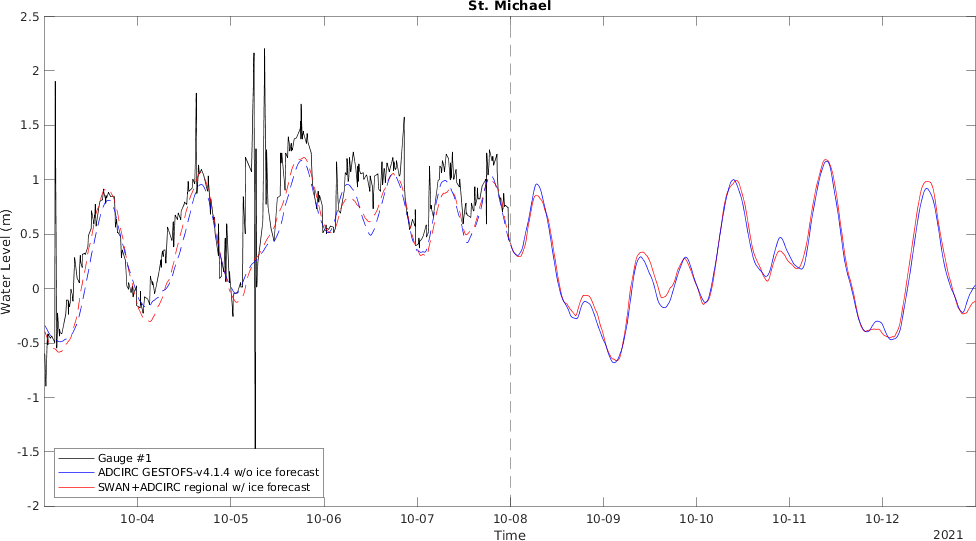 St. Michael
2.5
2
1.5
1
0.5
0
-0.5
-1
-1.5
-2
Water Level (m)
Gauge #1
ADCIRC GESTOFS-v4.1.4 w/o ice forecast
SWAN+ADCIRC regional w/ ice forecast
10-04 10-05 10-06 10-07 10-08 10-09 10-10 10-11 10-12
Time
2021